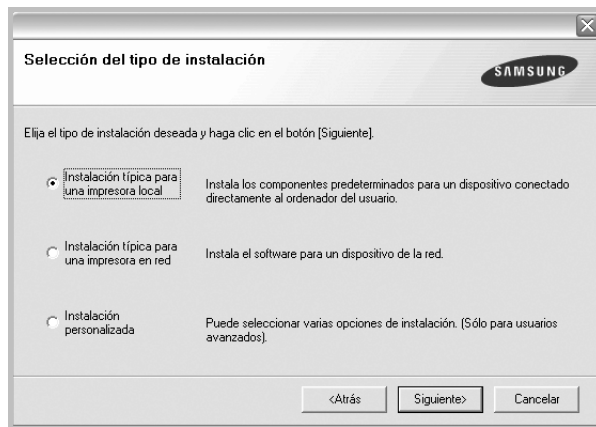 Selección del tipo de instalación
SAMSUNG
Elija el tipo de instalación deseada y haga clic en el botón [Siguiente].
Instalación típica para
una impresora local
Instala los componentes predeterminados para un dispositivo conectado
directamente al ordenador del usuario.
Instalación típica para
una impresora en red
Instala el software para un dispositivo de la red.
Instalación
personalizada
Puede seleccionar varias opciones de instalación. (Sólo para usuarios
avanzados).
<Atrás
Siguiente>
Cancelar